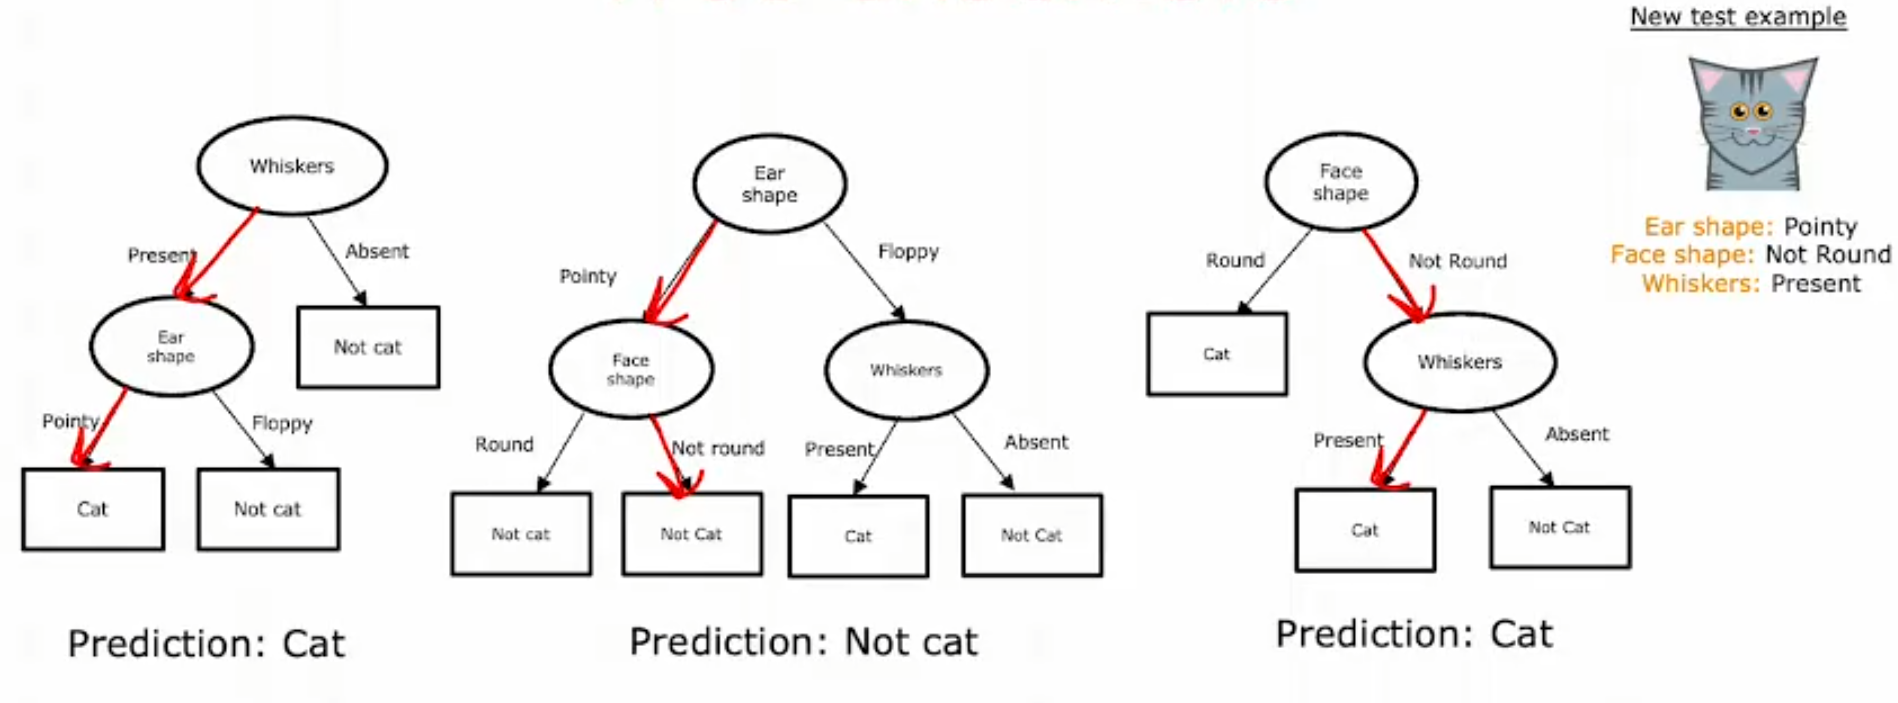 New test example
Ear shape: Pointy
Face shape: Not Round
Whiskers: Present
Whiskers
Present
Absent
Ear
shape
Not cat
Pointy
Floppy
Cat
Not cat
Prediction: Cat
Ear
shape
Pointy
Floppy
Face
shape
Whiskers
Round
Not round
Present
Absent
Not cat
Not Cat
Cat
Not Cat
Prediction: Not cat
Face
shape
Round
Not Round
Cat
Whiskers
Present
Absent
Cat
Not Cat
Prediction: Cat